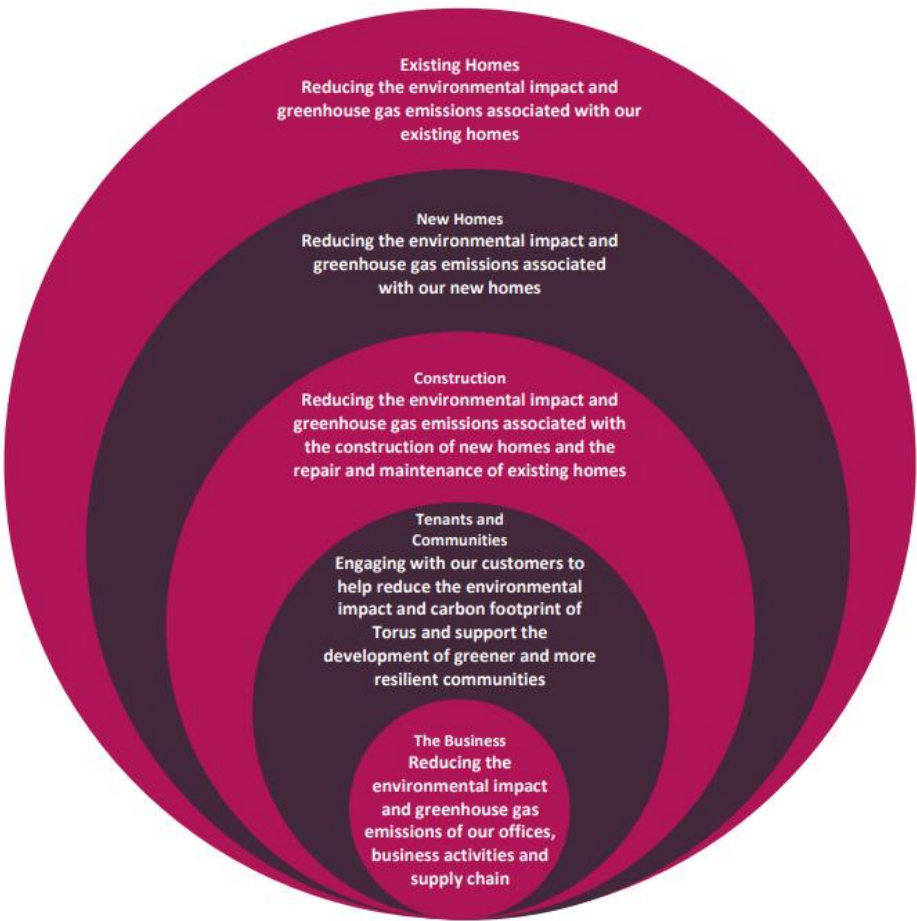 Existing Homes
Reducing the environmental impact and
greenhouse gas emissions associated with our
existing homes
New Homes
Reducing the environmental impact and
greenhouse gas emissions associated
with our new homes
Construction
Reducing the environmental impact and
greenhouse gas emissions associated with
the construction of new homes and the
repair and maintenance of existing homes
Tenants and
Communities
Engaging with our customers to
help reduce the environmental
impact and carbon footprint of
Torus and support the
development of greener and more
resilient communities
The Business
Reducing the
environmental impact
and greenhouse gas
emissions of our offices,
business activities and
supply chain